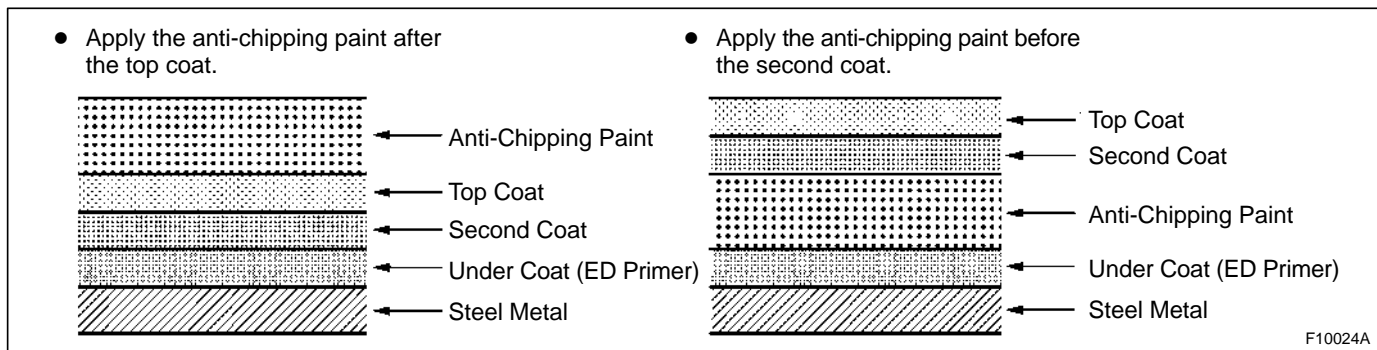 ● Apply the anti-chipping paint after
the top coat.
Anti-Chipping Paint
Top Coat
Second Coat
Under Coat (ED Primer)
Steel Metal
● Apply the anti-chipping paint before
the second coat.
Top Coat
Second Coat
Anti-Chipping Paint
Under Coat (ED Primer)
Steel Metal
F10024A